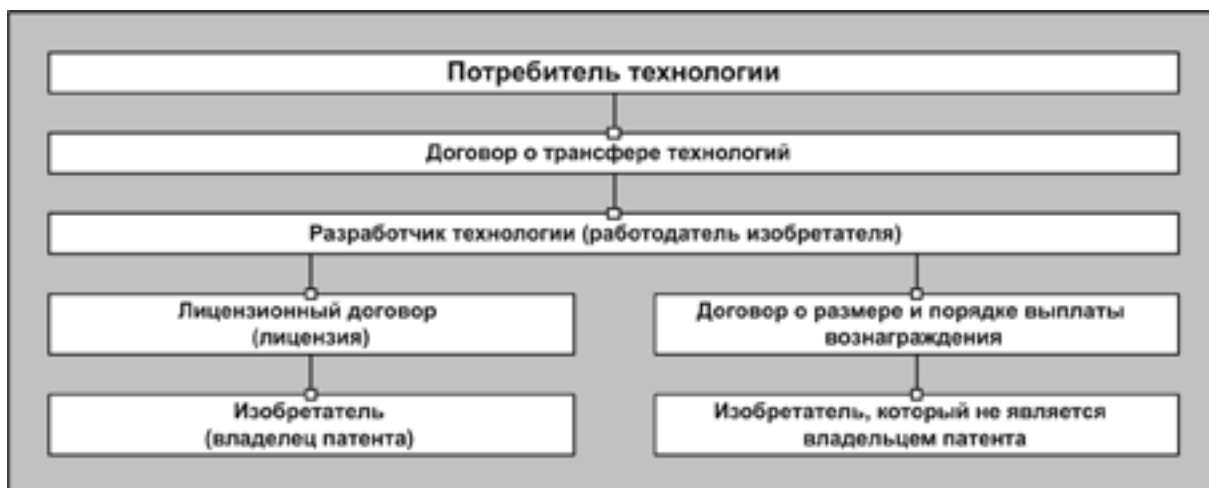 Потребитель технологии
Договор о трансфере технологий
Разработчик технологии (работодатель изобретателя)
Лицензионный договор
(лицензия)
Договор о размере и порядке выплаты
вознаграждения
Изобретатель
(владелец патента)
Изобретатель, который не является
владельцем патента